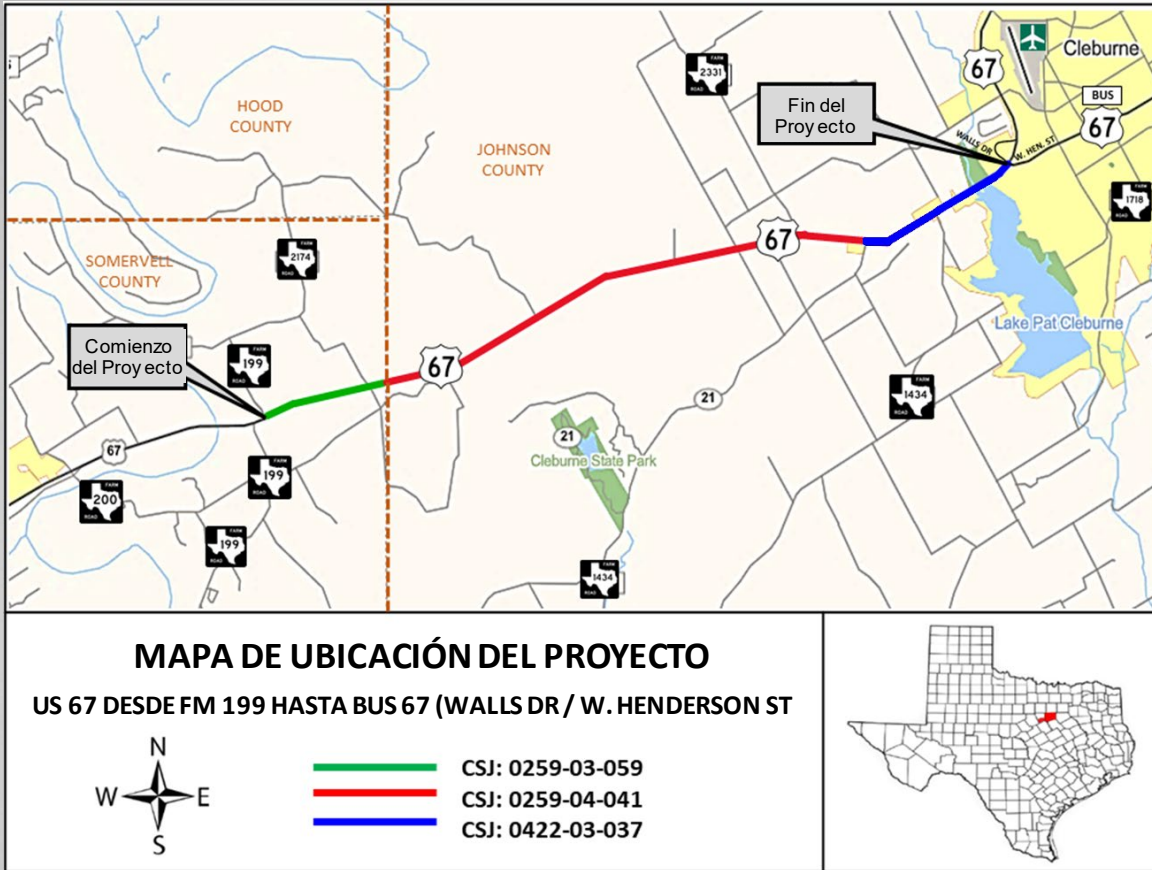 Cleburne
67
BUS
67
2331
FARM
ROAD
Fin del
Proyecto
WALLS DR
W. HEN. ST
HOOD
COUNTY
JOHNSON
COUNTY
1718
FARM
ROAD
67
2174
FARM
ROAD
SOMERVELL
COUNTY
Lake Pat Cleburne
Comienzo
del Proyecto
199
FARM
ROAD
67
1434
FARM
ROAD
21
21
67
Cleburne State Park
199
FARM
ROAD
200
FARM
ROAD
199
FARM
ROAD
1434
FARM
ROAD
MAPA DE UBICACIÓN DEL PROYECTO
US 67 DESDE FM 199 HASTA BUS 67 (WALLS DR / W. HENDERSON ST
N
W E
S
CSJ: 0259-03-059
CSJ: 0259-04-041
CSJ: 0422-03-037